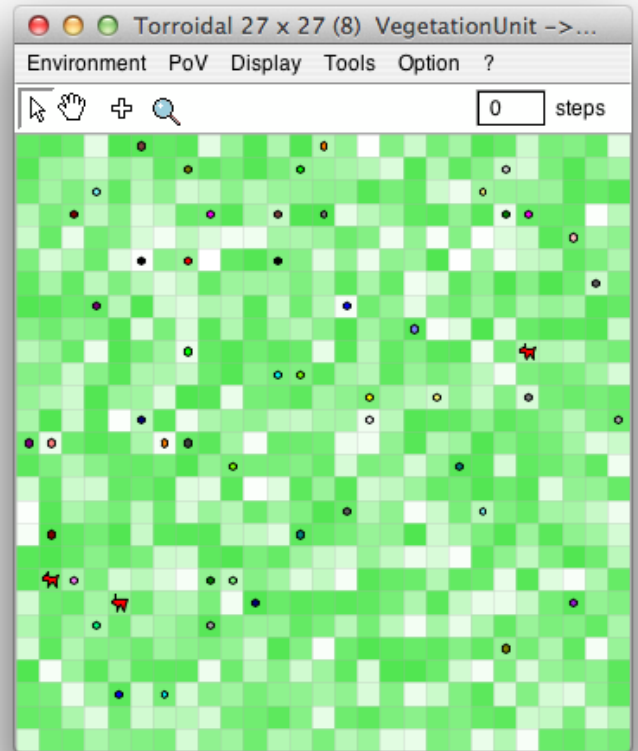 Torroidal 27 x 27 (8) VegetationUnit ->...
Environment PoV Display Tools Option ?
0 steps